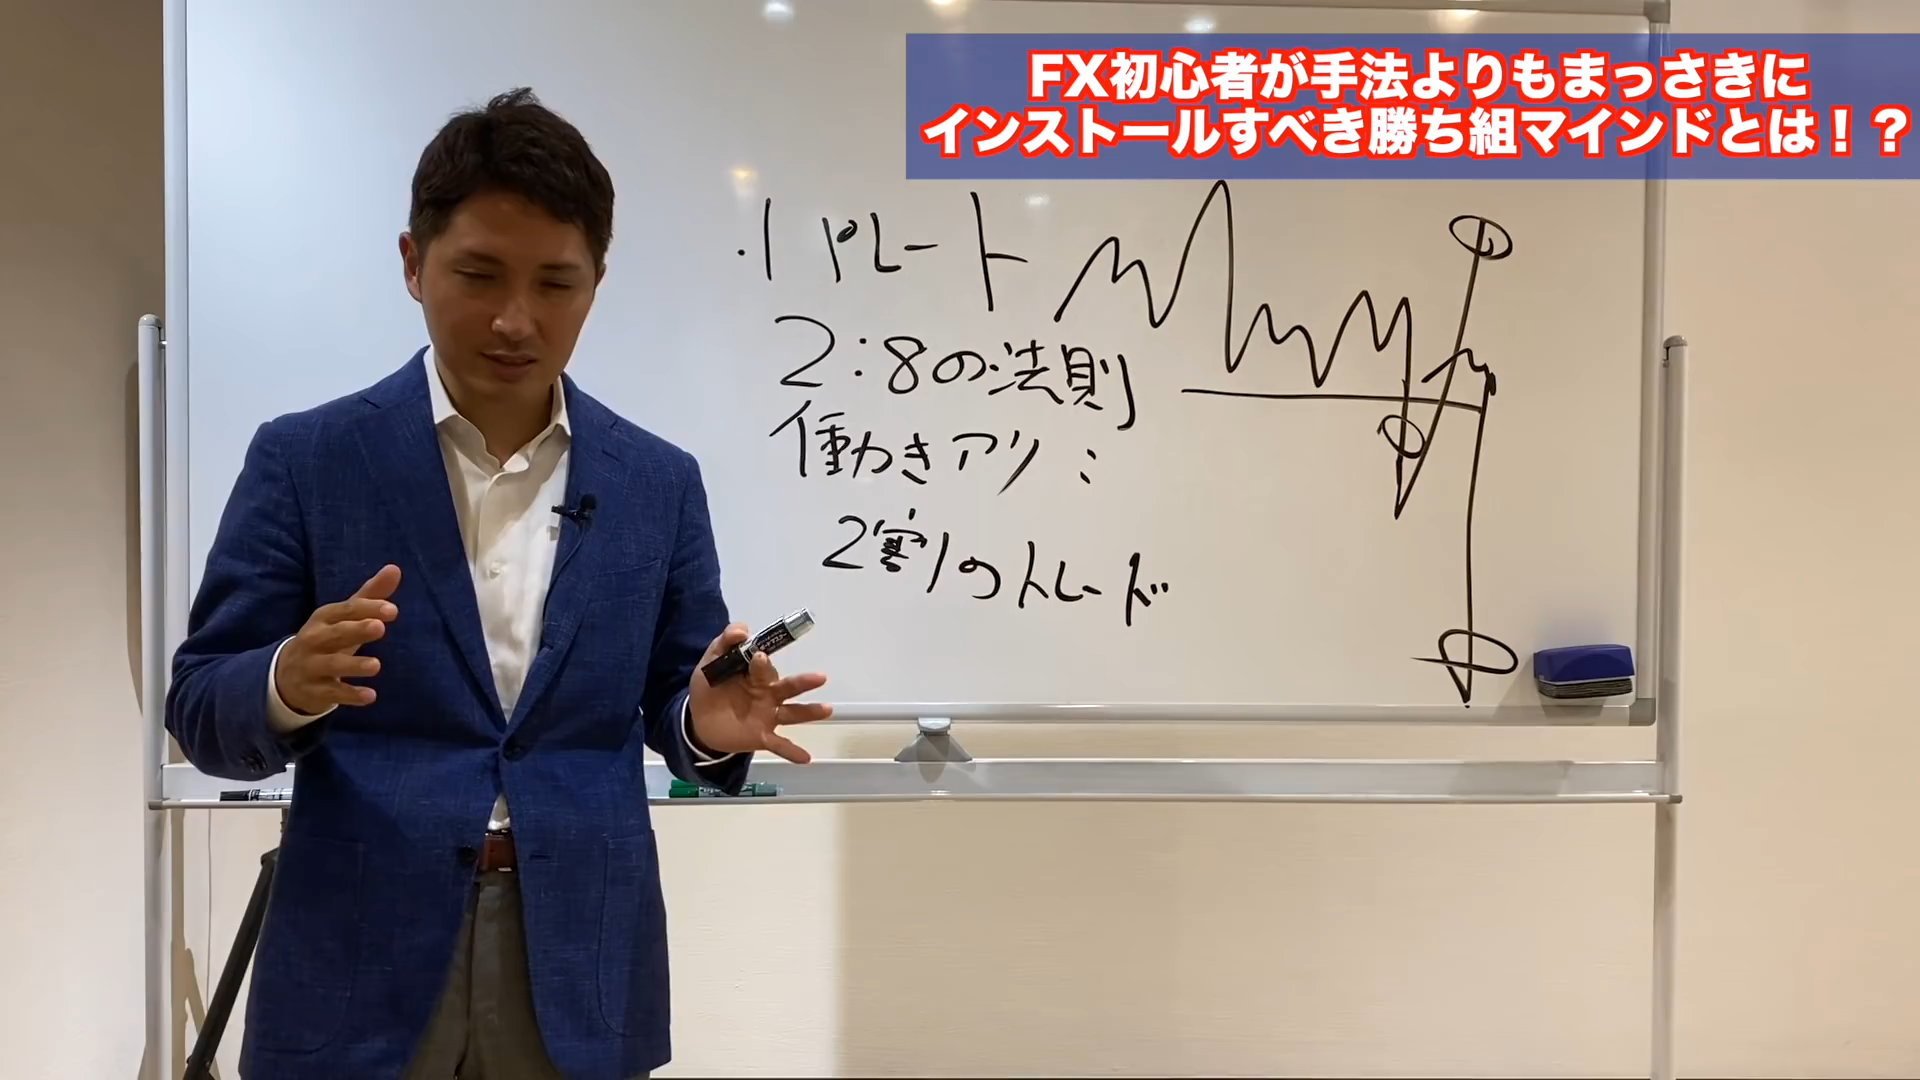 FX初心者が手法よりもまっさきに
インストールすべき勝ち組マインドとは！？
・1 パレート
2:8の法則
働きアリ：
2割のトレード